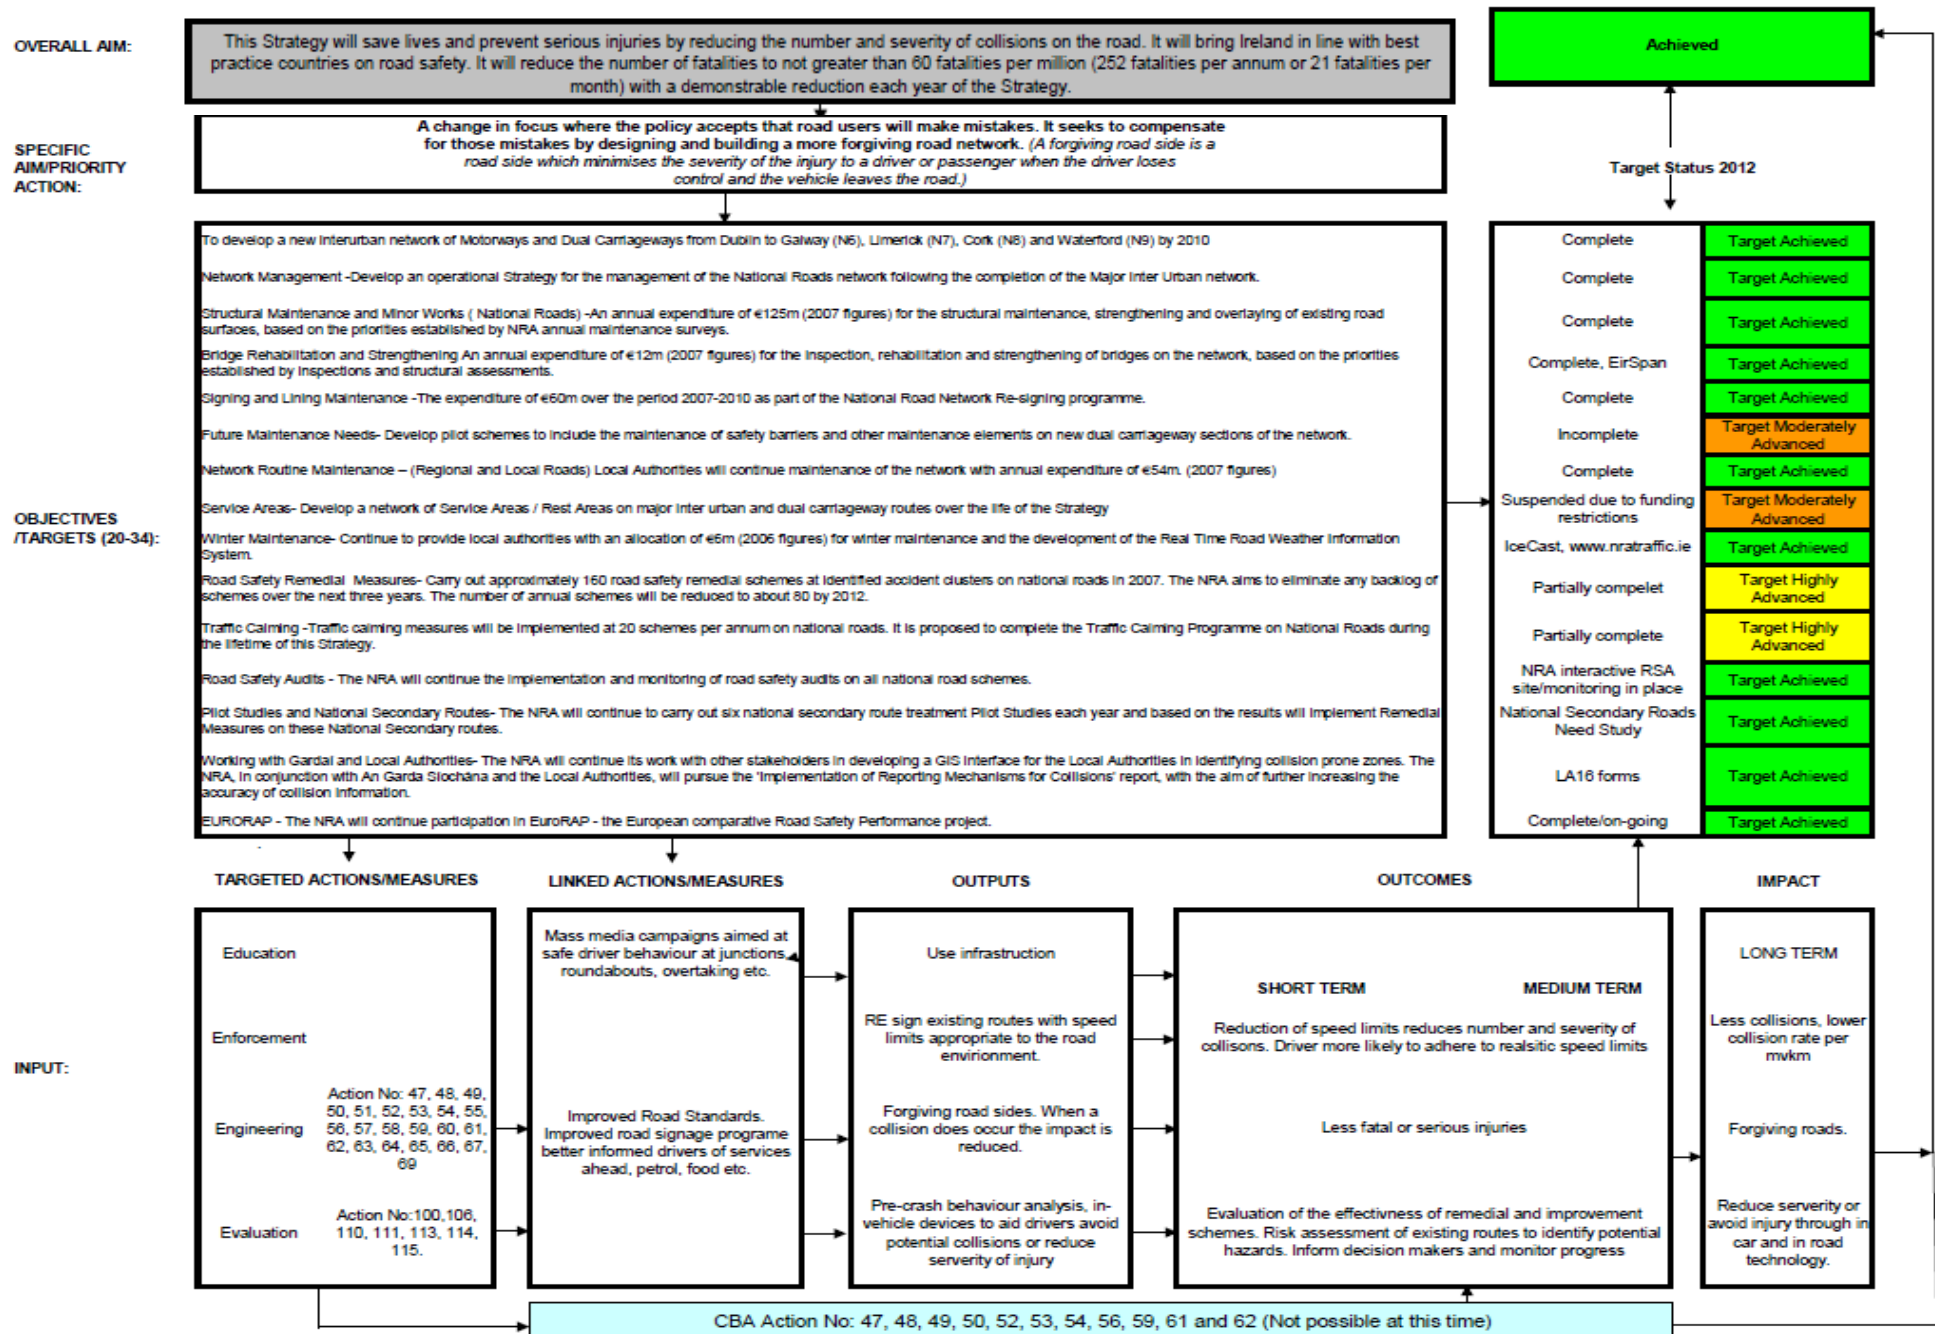 OVERALL AIM:
This Strategy will save lives and prevent serious injuries by reducing the number and severity of collisions on the road. It will bring Ireland in line with best
practice countries on road safety. It will reduce the number of fatalities to not greater than 60 fatalities per million (252 fatalities per annum or 21 fatalities per
month) with a demonstrable reduction each year of the Strategy.
Achieved
SPECIFIC
AIM/PRIORITY
ACTION:
A change in focus where the policy accepts that road users will make mistakes. It seeks to compensate
for those mistakes by designing and building a more forgiving road network. (A forgiving road side is a
road side which minimises the severity of the injury to a driver or passenger when the driver loses
control and the vehicle leaves the road.)
Target Status 2012
OBJECTIVES
/TARGETS (20-34):
To develop a new Interurban network of Motorways and Dual Carriageways from Dublin to Galway (N6), Limerick (N7), Cork (N8) and Waterford (N9) by 2010
Complete
Target Achieved
Network Management -Develop an operational Strategy for the management of the National Roads network following the completion of the Major Inter Urban network.
Complete
Target Achieved
Structural Maintenance and Minor Works ( National Roads) -An annual expenditure of €125m (2007 figures) for the structural maintenance, strengthening and overlaying of existing road
surfaces, based on the priorities established by NRA annual maintenance surveys.
Complete
Target Achieved
Bridge Rehabilitation and Strengthening An annual expenditure of €12m (2007 figures) for the inspection, rehabilitation and strengthening of bridges on the network, based on the priorities
established by inspections and structural assessments.
Complete, EirSpan
Target Achieved
Signing and Lining Maintenance -The expenditure of €60m over the period 2007-2010 as part of the National Road Network Re-signing programme.
Complete
Target Achieved
Future Maintenance Needs- Develop pilot schemes to include the maintenance of safety barriers and other maintenance elements on new dual carriageway sections of the network.
Incomplete
Target Moderately
Advanced
Network Routine Maintenance – (Regional and Local Roads) Local Authorities will continue maintenance of the network with annual expenditure of €54m. (2007 figures)
Complete
Target Achieved
Service Areas- Develop a network of Service Areas / Rest Areas on major inter urban and dual carriageway routes over the life of the Strategy
Suspended due to funding
restrictions
Target Moderately
Advanced
Winter Maintenance- Continue to provide local authorities with an allocation of €6m (2006 figures) for winter maintenance and the development of the Real Time Road Weather Information
System.
IceCast, www.nratraffic.ie
Target Achieved
Road Safety Remedial Measures- Carry out approximately 160 road safety remedial schemes at identified accident clusters on national roads in 2007. The NRA aims to eliminate any backlog of
schemes over the next three years. The number of annual schemes will be reduced to about 80 by 2012.
Partially compelet
Target Highly
Advanced
Traffic Calming -Traffic calming measures will be implemented at 20 schemes per annum on national roads. It is proposed to complete the Traffic Calming Programme on National Roads during
the lifetime of this Strategy.
Partially complete
Target Highly
Advanced
Road Safety Audits - The NRA will continue the implementation and monitoring of road safety audits on all national road schemes.
NRA interactive RSA
site/monitoring in place
Target Achieved
Pilot Studies and National Secondary Routes- The NRA will continue to carry out six national secondary route treatment Pilot Studies each year and based on the results will implement Remedial
Measures on these National Secondary routes.
National Secondary Roads
Need Study
Target Achieved
Working with Gardaí and Local Authorities- The NRA will continue its work with other stakeholders in developing a GIS interface for the Local Authorities in identifying collision prone zones. The
NRA, in conjunction with An Garda Síochána and the Local Authorities, will pursue the 'Implementation of Reporting Mechanisms for Collisions' report, with the aim of further increasing the
accuracy of collision information.
LA16 forms
Target Achieved
EURORAP - The NRA will continue participation in EuroRAP - the European comparative Road Safety Performance project.
Complete/on-going
Target Achieved
TARGETED ACTIONS/MEASURES
LINKED ACTIONS/MEASURES
OUTPUTS
OUTCOMES
IMPACT
INPUT:
Education
Mass media campaigns aimed at
safe driver behaviour at junctions,
roundabouts, overtaking etc.
Use infrastruction
SHORT TERM
MEDIUM TERM
LONG TERM
Enforcement
RE sign existing routes with speed
limits appropriate to the road
envirionment.
Reduction of speed limits reduces number and severity of
collisons. Driver more likely to adhere to realsitic speed limits
Less collisions, lower
collision rate per
mvkm
Engineering
Action No: 47, 48, 49,
50, 51, 52, 53, 54, 55,
56, 57, 58, 59, 60, 61,
62, 63, 64, 65, 66, 67,
69
Improved Road Standards.
Improved road signage programe
better informed drivers of services
ahead, petrol, food etc.
Forgiving road sides. When a
collision does occur the impact is
reduced.
Less fatal or serious injuries
Forgiving roads.
Evaluation
Action No:100,106,
110, 111, 113, 114,
115.
Pre-crash behaviour analysis, in-
vehicle devices to aid drivers avoid
potential collisions or reduce
serverity of injury
Evaluation of the effectivness of remedial and improvement
schemes. Risk assessment of existing routes to identify potential
hazards. Inform decision makers and monitor progress
Reduce serverity or
avoid injury through in
car and in road
technology.
CBA Action No: 47, 48, 49, 50, 52, 53, 54, 56, 59, 61 and 62 (Not possible at this time)